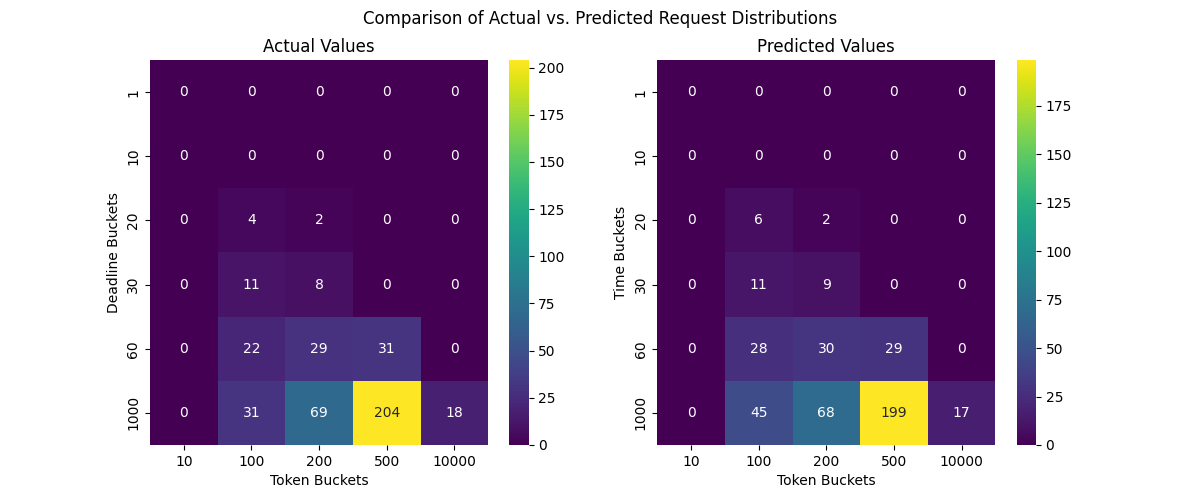 Comparison of Actual vs. Predicted Request Distributions
Actual Values
Deadline Buckets
1 0 0 0 0 0
10 0 0 0 0 0
20 0 4 2 0 0
30 0 11 8 0 0
60 0 22 29 31 0
1000 0 31 69 204 18
10 100 200 500 10000
Token Buckets
200
175
150
125
100
75
50
25
0
Predicted Values
Time Buckets
1 0 0 0 0 0
10 0 0 0 0 0
20 0 6 2 0 0
30 0 11 9 0 0
60 0 28 30 29 0
1000 0 45 68 199 17
10 100 200 500 10000
Token Buckets
175
150
125
100
75
50
25
0